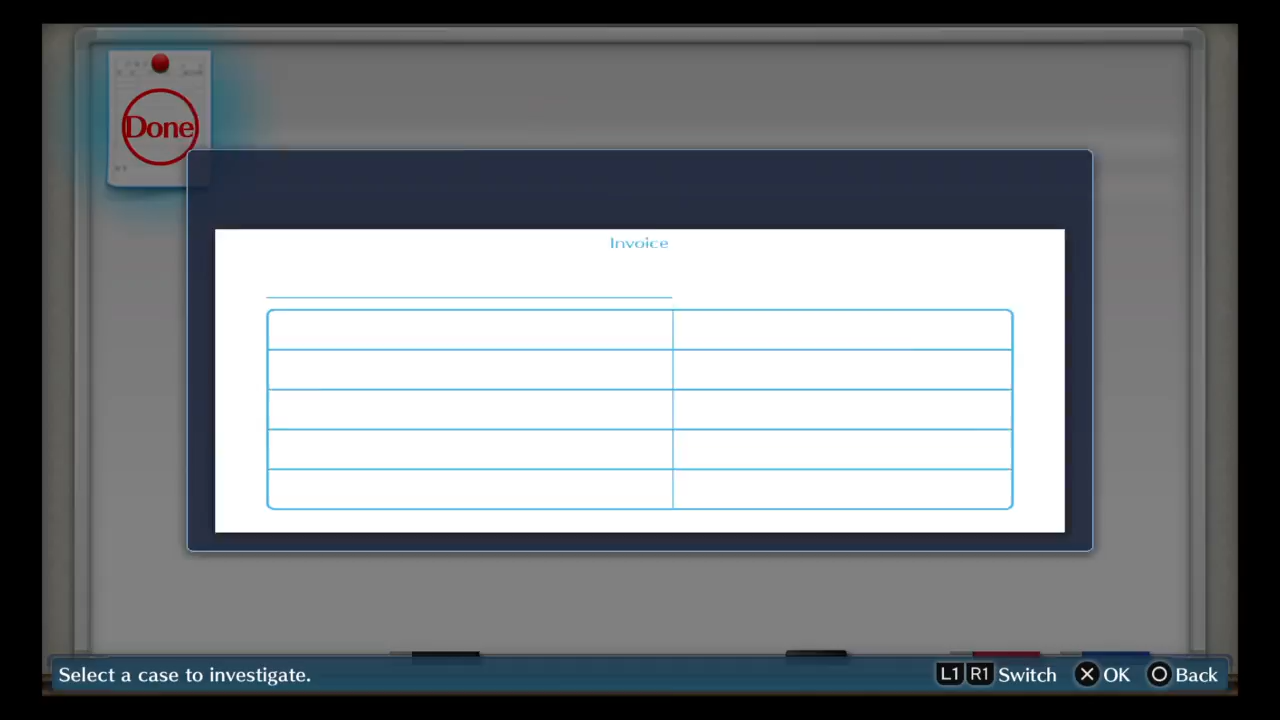 Done
Invoice
Select a case to investigate.
L1 R1 Switch OK Back